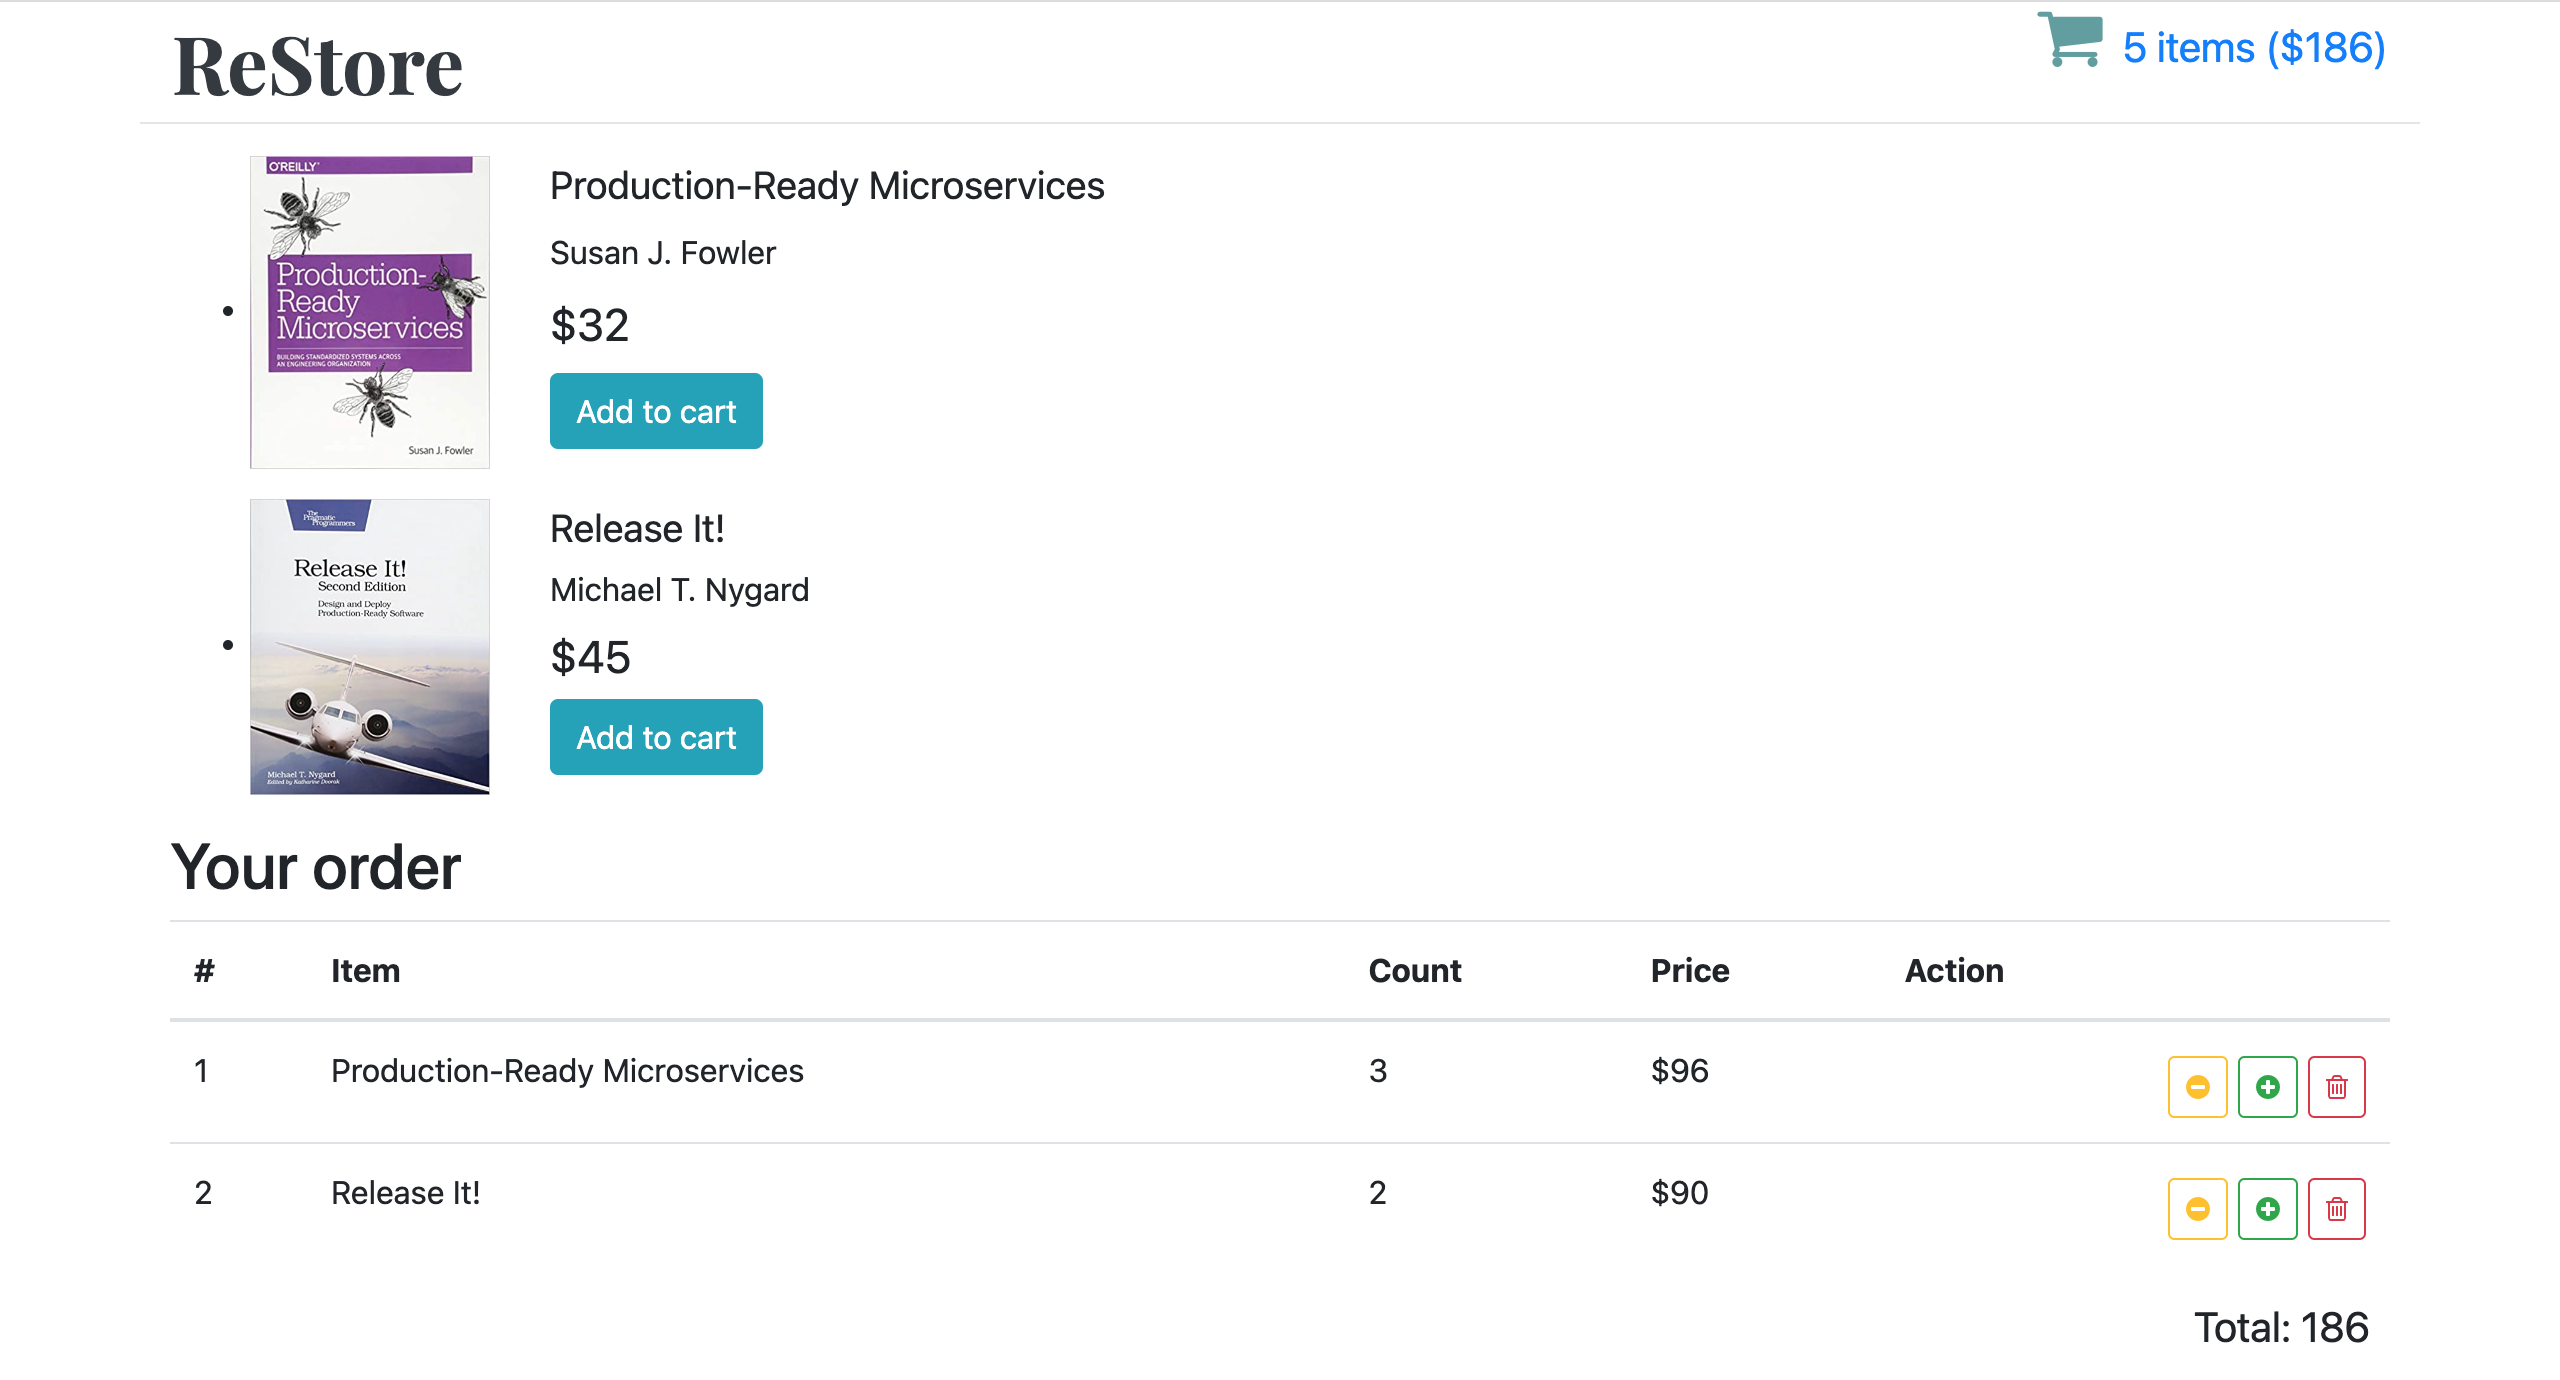 ReStore
5 items ($186)
O'REILLY
Production-
Ready
Microservices
BUILDING STANDARDIZED SYSTEMS ACROSS
AN ENGINEERING ORGANIZATION
Susan J. Fowler
Production-Ready Microservices
Susan J. Fowler
$32
Add to cart
The
Pragmatic
Programmers
Release It!
Second Edition
Design and Deploy
Production-Ready Software
Michael T. Nygard
Edited by Katharine Dvorak
Release It!
Michael T. Nygard
$45
Add to cart
Your order
# Item Count Price Action
1 Production-Ready Microservices 3 $96
2 Release It! 2 $90
Total: 186